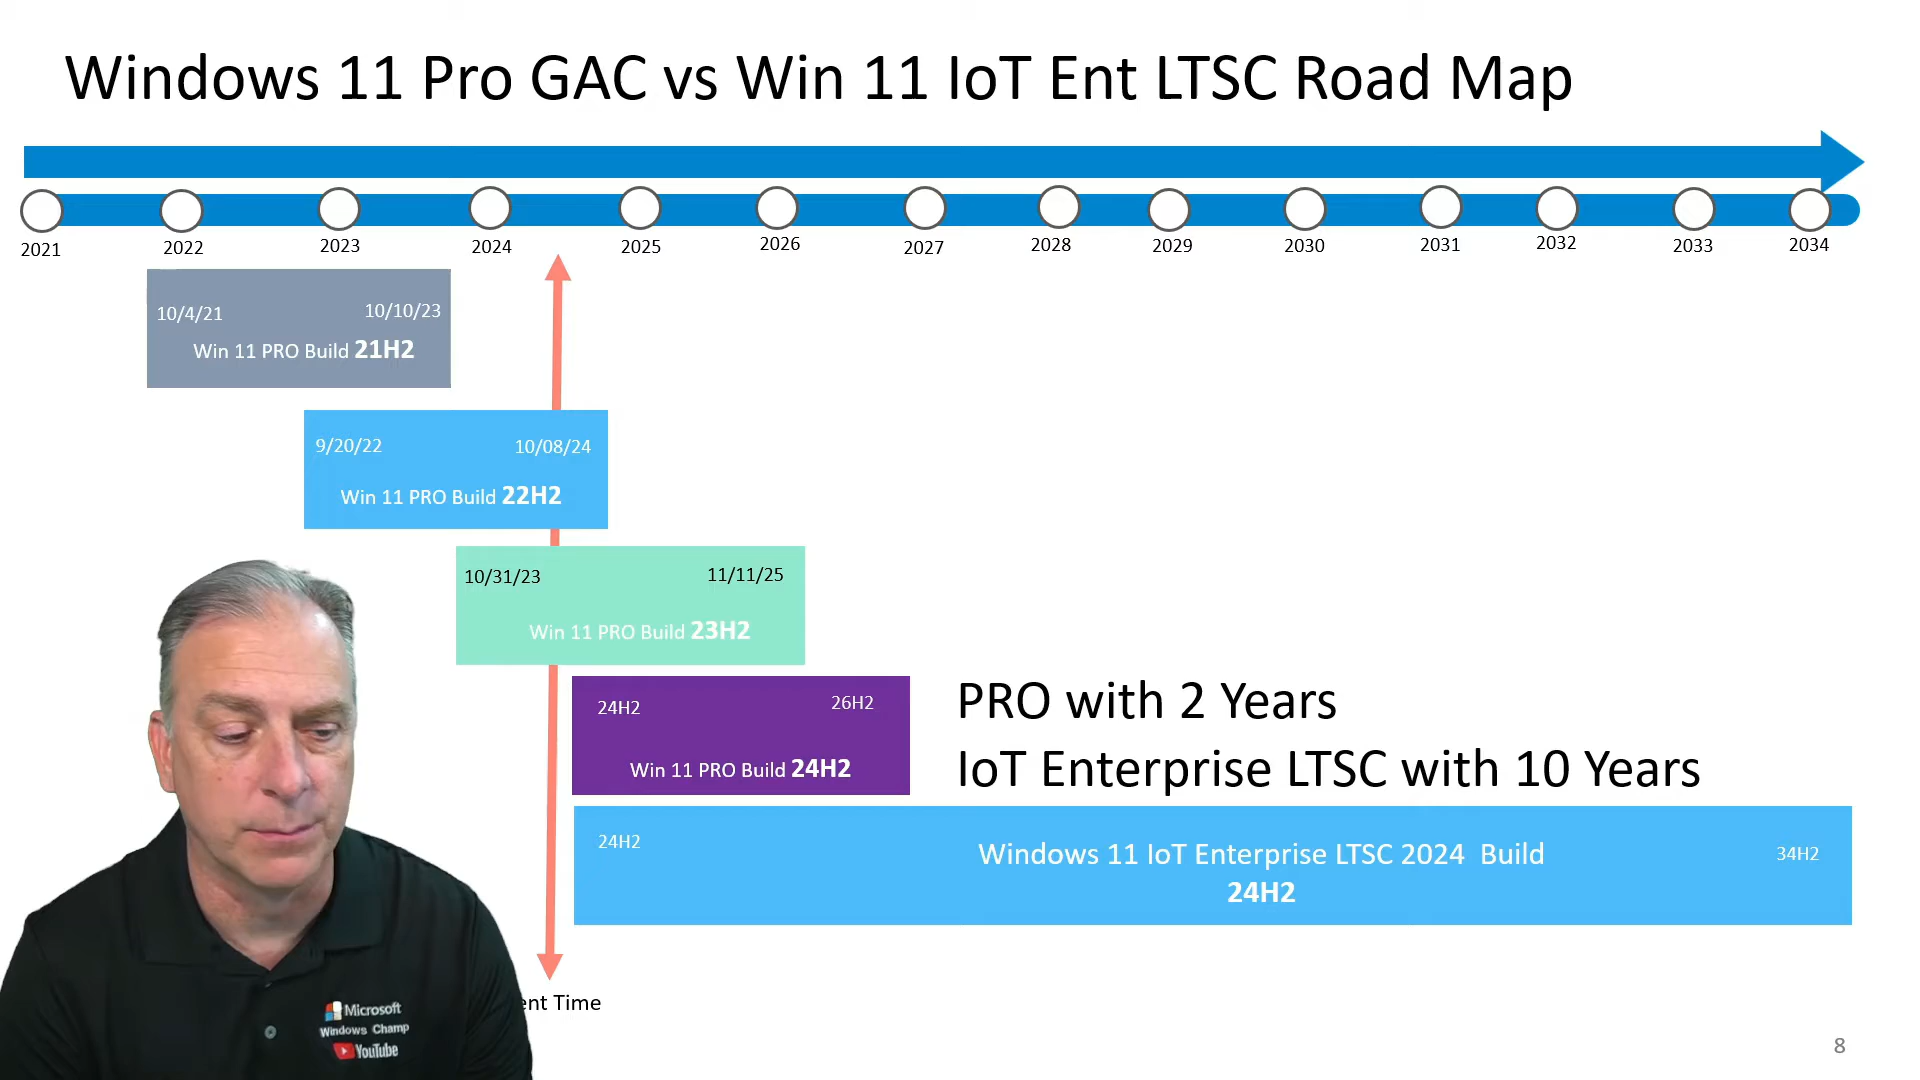 Windows 11 Pro GAC vs Win 11 IoT Ent LTSC Road Map
2021 2022 2023 2024 2025 2026 2027 2028 2029 2030 2031 2032 2033 2034
10/4/21 10/10/23
Win 11 PRO Build 21H2
9/20/22 10/08/24
Win 11 PRO Build 22H2
10/31/23 11/11/25
Win 11 PRO Build 23H2
24H2 26H2
Win 11 PRO Build 24H2
PRO with 2 Years
IoT Enterprise LTSC with 10 Years
24H2 34H2
Windows 11 IoT Enterprise LTSC 2024 Build
24H2
Time
Microsoft
Windows Champ
YouTube
8